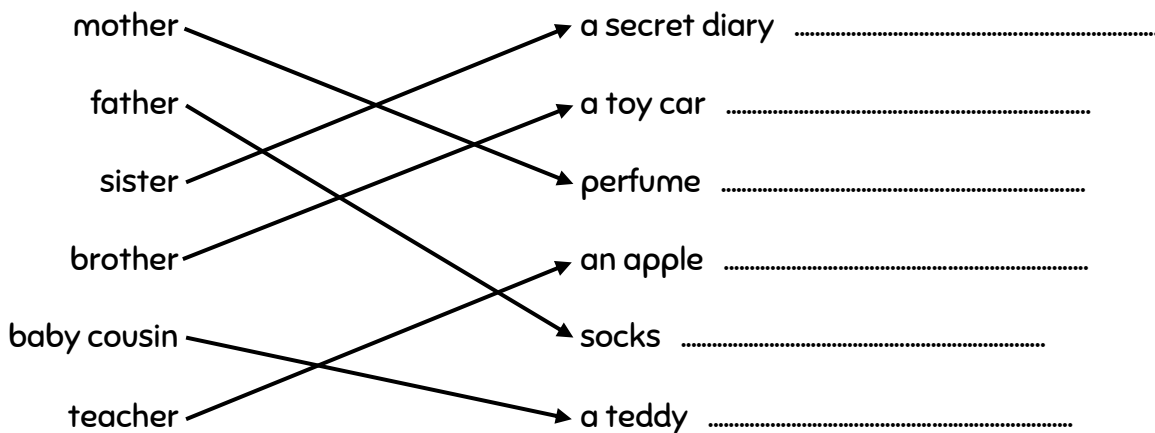 mother a secret diary ........................................................
father a toy car ........................................................
sister perfume ........................................................
brother an apple ........................................................
baby cousin socks ........................................................
teacher a teddy ........................................................